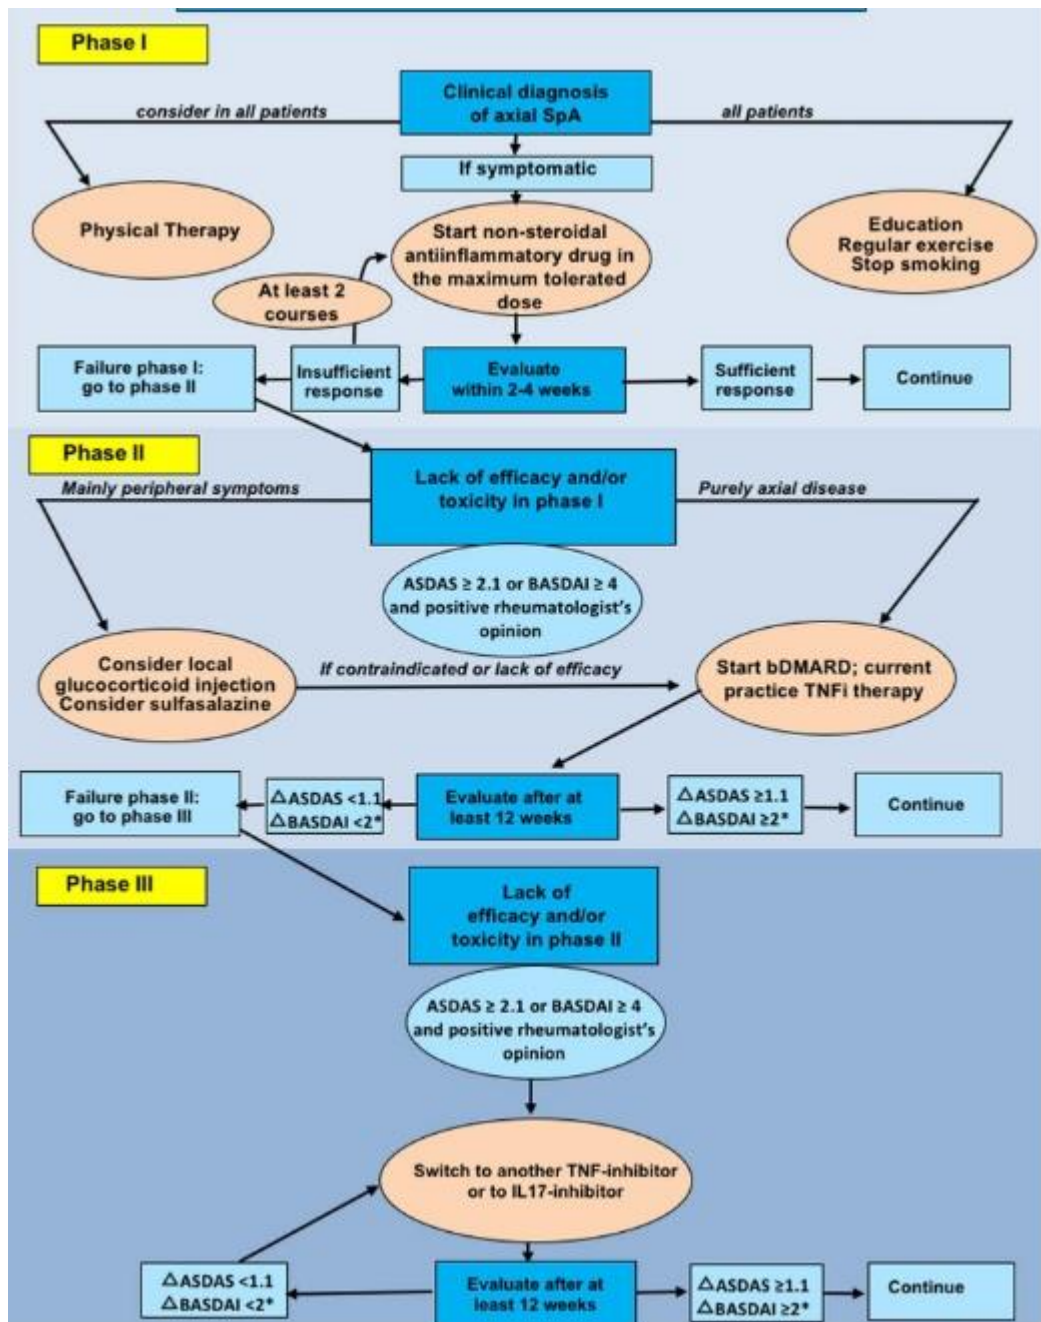 Phase I
Clinical diagnosis
of axial SpA
consider in all patients
all patients
If symptomatic
Physical Therapy
Start non-steroidal
antiinflammatory drug in
the maximum tolerated
dose
Education
Regular exercise
Stop smoking
At least 2
courses
Failure phase I:
go to phase II
Insufficient
response
Evaluate
within 2-4 weeks
Sufficient
response
Continue
Phase II
Lack of efficacy and/or
toxicity in phase I
Mainly peripheral symptoms
Purely axial disease
ASDAS ≥ 2.1 or BASDAI ≥ 4
and positive rheumatologist's
opinion
Consider local
glucocorticoid injection
Consider sulfasalazine
If contraindicated or lack of efficacy
Start bDMARD; current
practice TNFi therapy
Failure phase II:
go to phase III
△ASDAS <1.1
△BASDAI <2*
Evaluate after at
least 12 weeks
△ASDAS ≥1.1
△BASDAI ≥2*
Continue
Phase III
Lack of
efficacy and/or
toxicity in phase II
ASDAS ≥ 2.1 or BASDAI ≥ 4
and positive rheumatologist's
opinion
Switch to another TNF-inhibitor
or to IL17-inhibitor
△ASDAS <1.1
△BASDAI <2*
Evaluate after at
least 12 weeks
△ASDAS ≥1.1
△BASDAI ≥2*
Continue